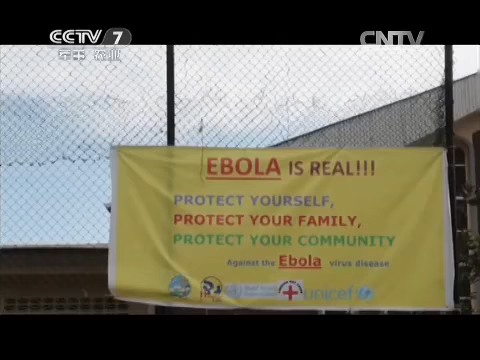 CCTV 7
军事 农业
CNTV
EBOLA IS REAL!!!
PROTECT YOURSELF,
PROTECT YOUR FAMILY,
PROTECT YOUR COMMUNITY
Against the Ebola virus disease
unicef